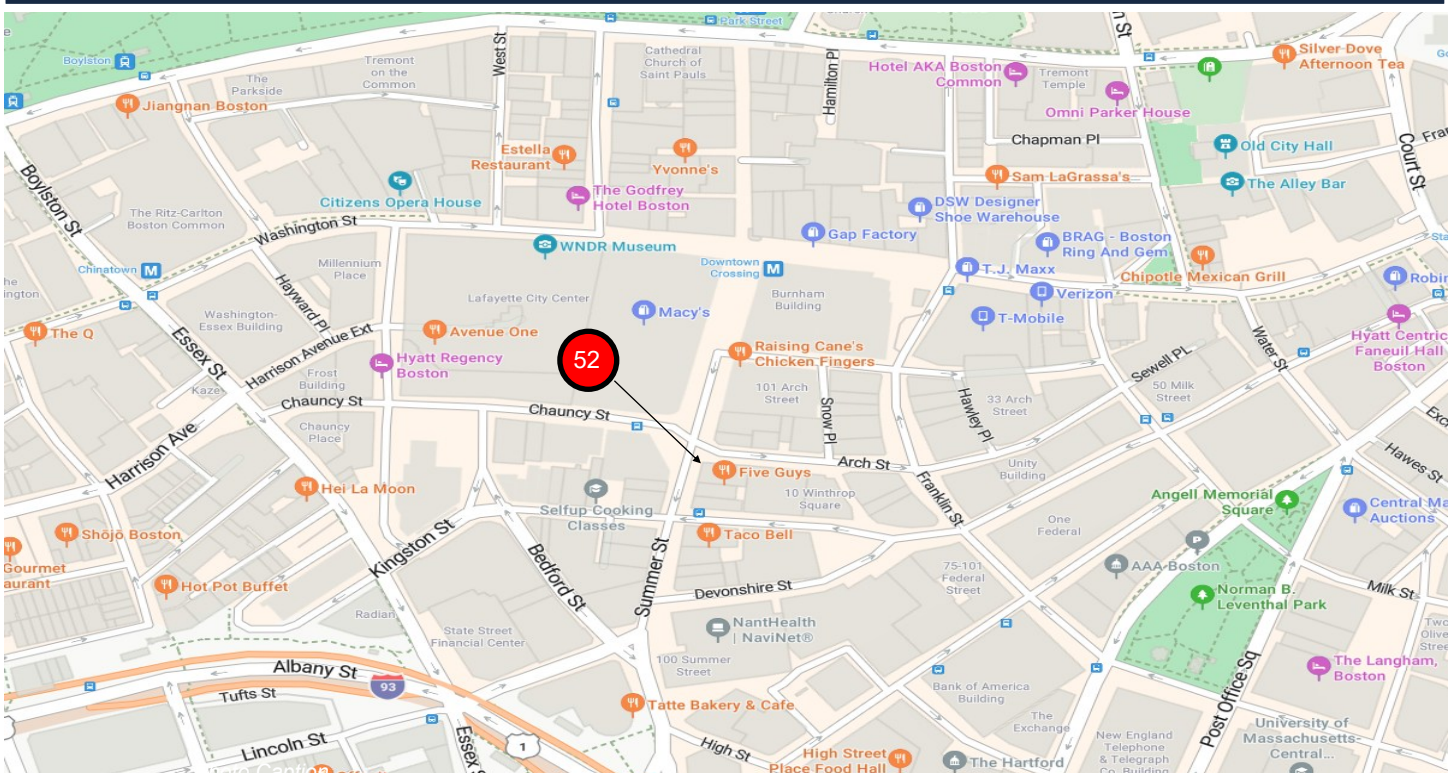 Park Street
Boylston
West St
Tremont
on the
Common
Cathedral
Church of
Saint Pauls
Hamilton Pl
Hotel AKA Boston
Common
Tremont
Temple
Silver Dove
Afternoon Tea
The
Parkside
Jiangnan Boston
Omni Parker House
Chapman Pl
Old City Hall
Court St
Estella
Restaurant
Yvonne's
Sam LaGrassa's
The Alley Bar
Boylston St
Citizens Opera House
The Godfrey
Hotel Boston
DSW Designer
Shoe Warehouse
The Ritz-Carlton
Boston Common
Washington St
WNDR Museum
Gap Factory
BRAG - Boston
Ring And Gem
Chinatown
M
Millennium
Place
Downtown
Crossing
M
T.J. Maxx
Chipotle Mexican Grill
Hayward Pl
Lafayette City Center
Macy's
Burnham
Building
Verizon
Washington-
Essex Building
T-Mobile
The Q
Essex St
Harrison Avenue Ext
Avenue One
52
Raising Cane's
Chicken Fingers
Water St
Hyatt Centric
Faneuil Hall
Boston
Hyatt Regency
Boston
Sewell PL
Kaze
Frost
Building
101 Arch
Street
Snow Pl
Hawley Pl
33 Arch
Street
50 Milk
Street
Chauncy St
Chauncy St
Chauncy
Place
Harrison Ave
Arch St
Hawes St
Five Guys
Unity
Building
Hei La Moon
Selfup Cooking
Classes
10 Winthrop
Square
Franklin St
Angell Memorial
Square
Central Ma
Auctions
Shōjō Boston
Kingston St
Taco Bell
One
Federal
P
AAA Boston
Gourmet
aurant
Hot Pot Buffet
Bedford St
Summer St
Devonshire St
75-101
Federal
Street
Norman B.
Leventhal Park
Milk St
Radian
State Street
Financial Center
NantHealth
| NaviNet®
100 Summer
Street
Albany St
93
Tufts St
Tatte Bakery & Cafe
Bank of America
Building
The Langham,
Boston
Post Office Sq
The
Exchange
Lincoln St
Essex S
1
High St
High Street
Place Food Hall
The Hartford
New England
Telephone
& Telegraph
Co. Building
University of
Massachusetts-
Central...